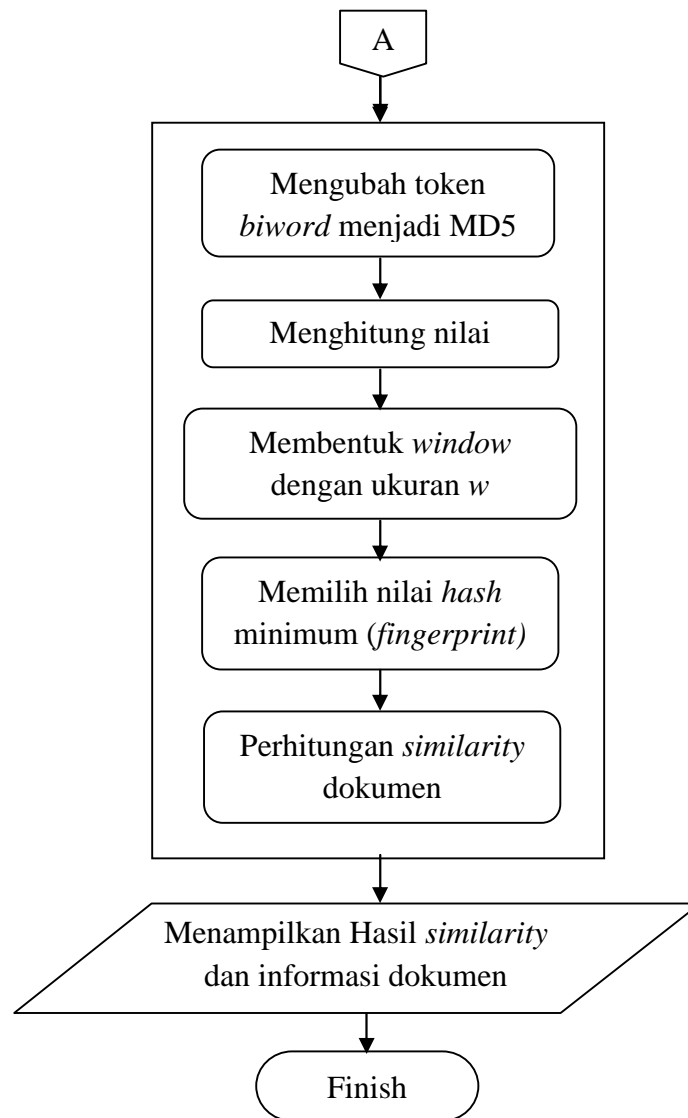 A
Mengubah token
biword menjadi MD5
Menghitung nilai
Membentuk window
dengan ukuran w
Memilih nilai hash
minimum (fingerprint)
Perhitungan similarity
dokumen
Menampilkan Hasil similarity
dan informasi dokumen
Finish